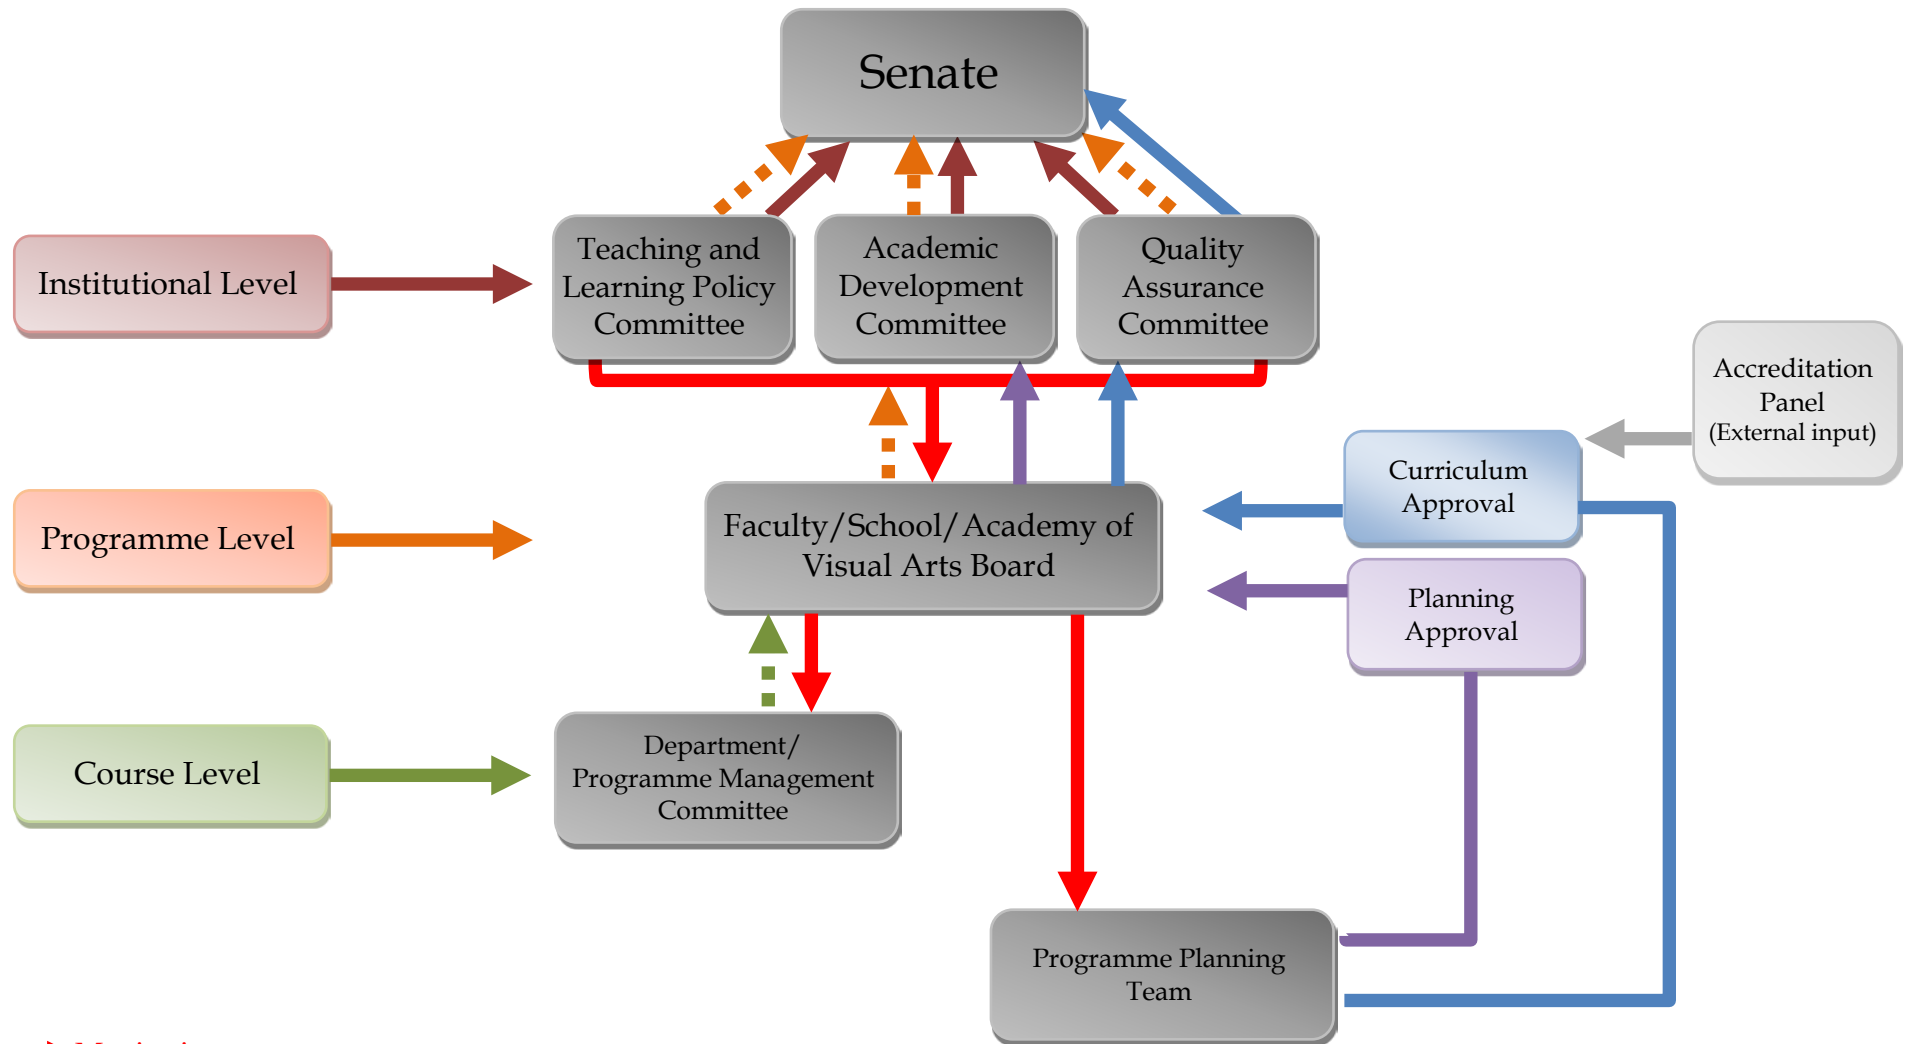 Senate
Teaching and
Learning Policy
Committee
Academic
Development
Committee
Quality
Assurance
Committee
Institutional Level
Accreditation
Panel
(External input)
Curriculum
Approval
Programme Level
Faculty/School/Academy of
Visual Arts Board
Planning
Approval
Course Level
Department/
Programme Management
Committee
Programme Planning
Team